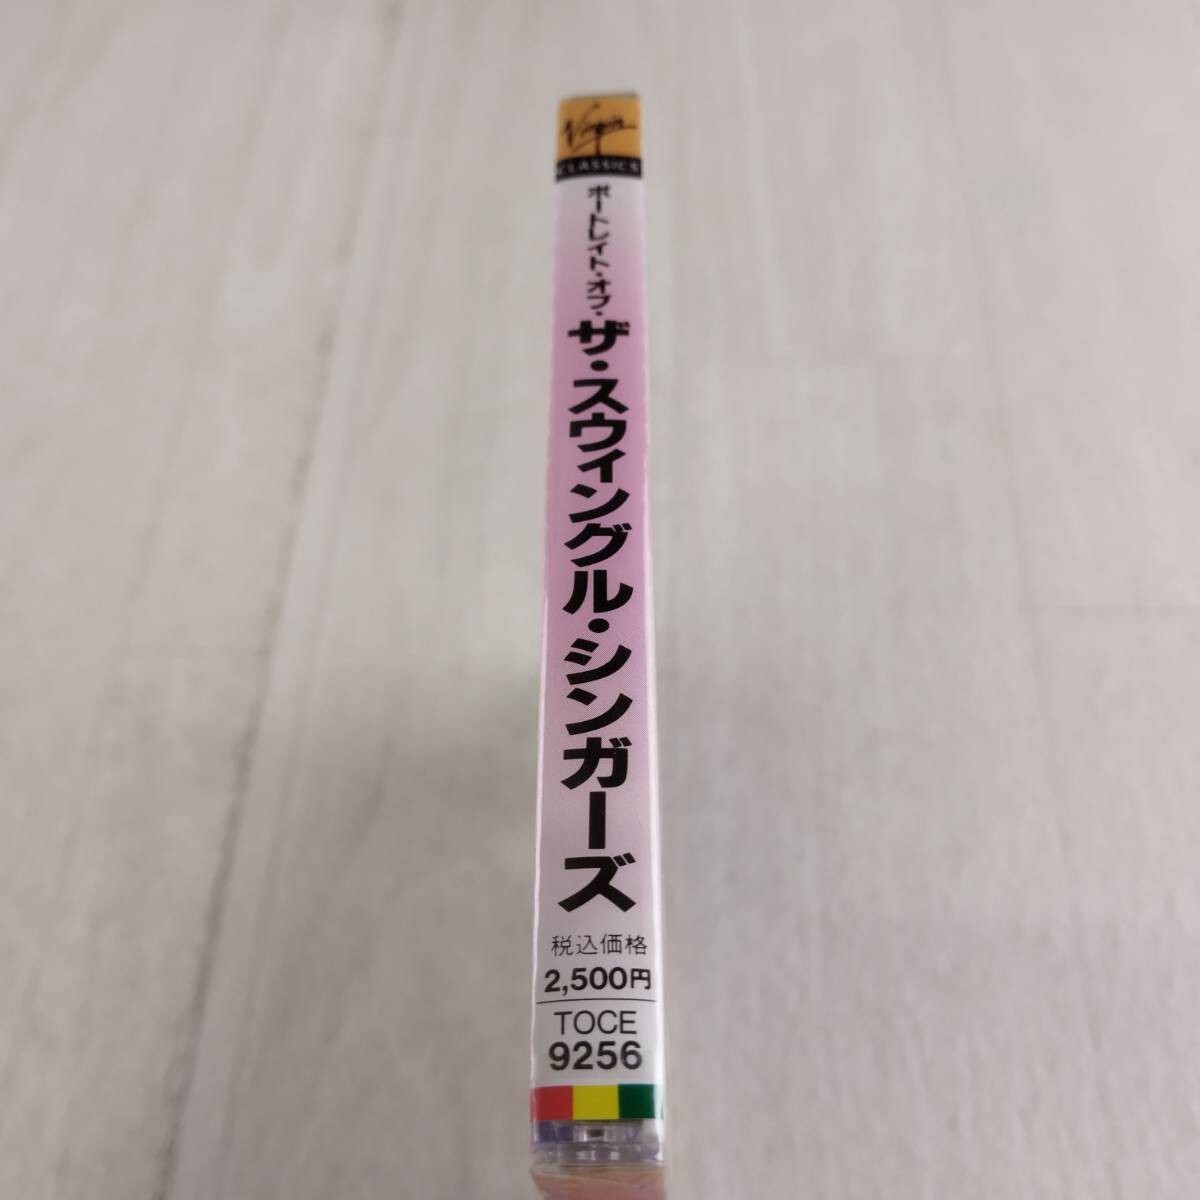 Virgin
CLASSICS
ポートレイト・オブ・
ザ・スウィングル・シンガーズ
税込価格
2,500円
TOCE
9256